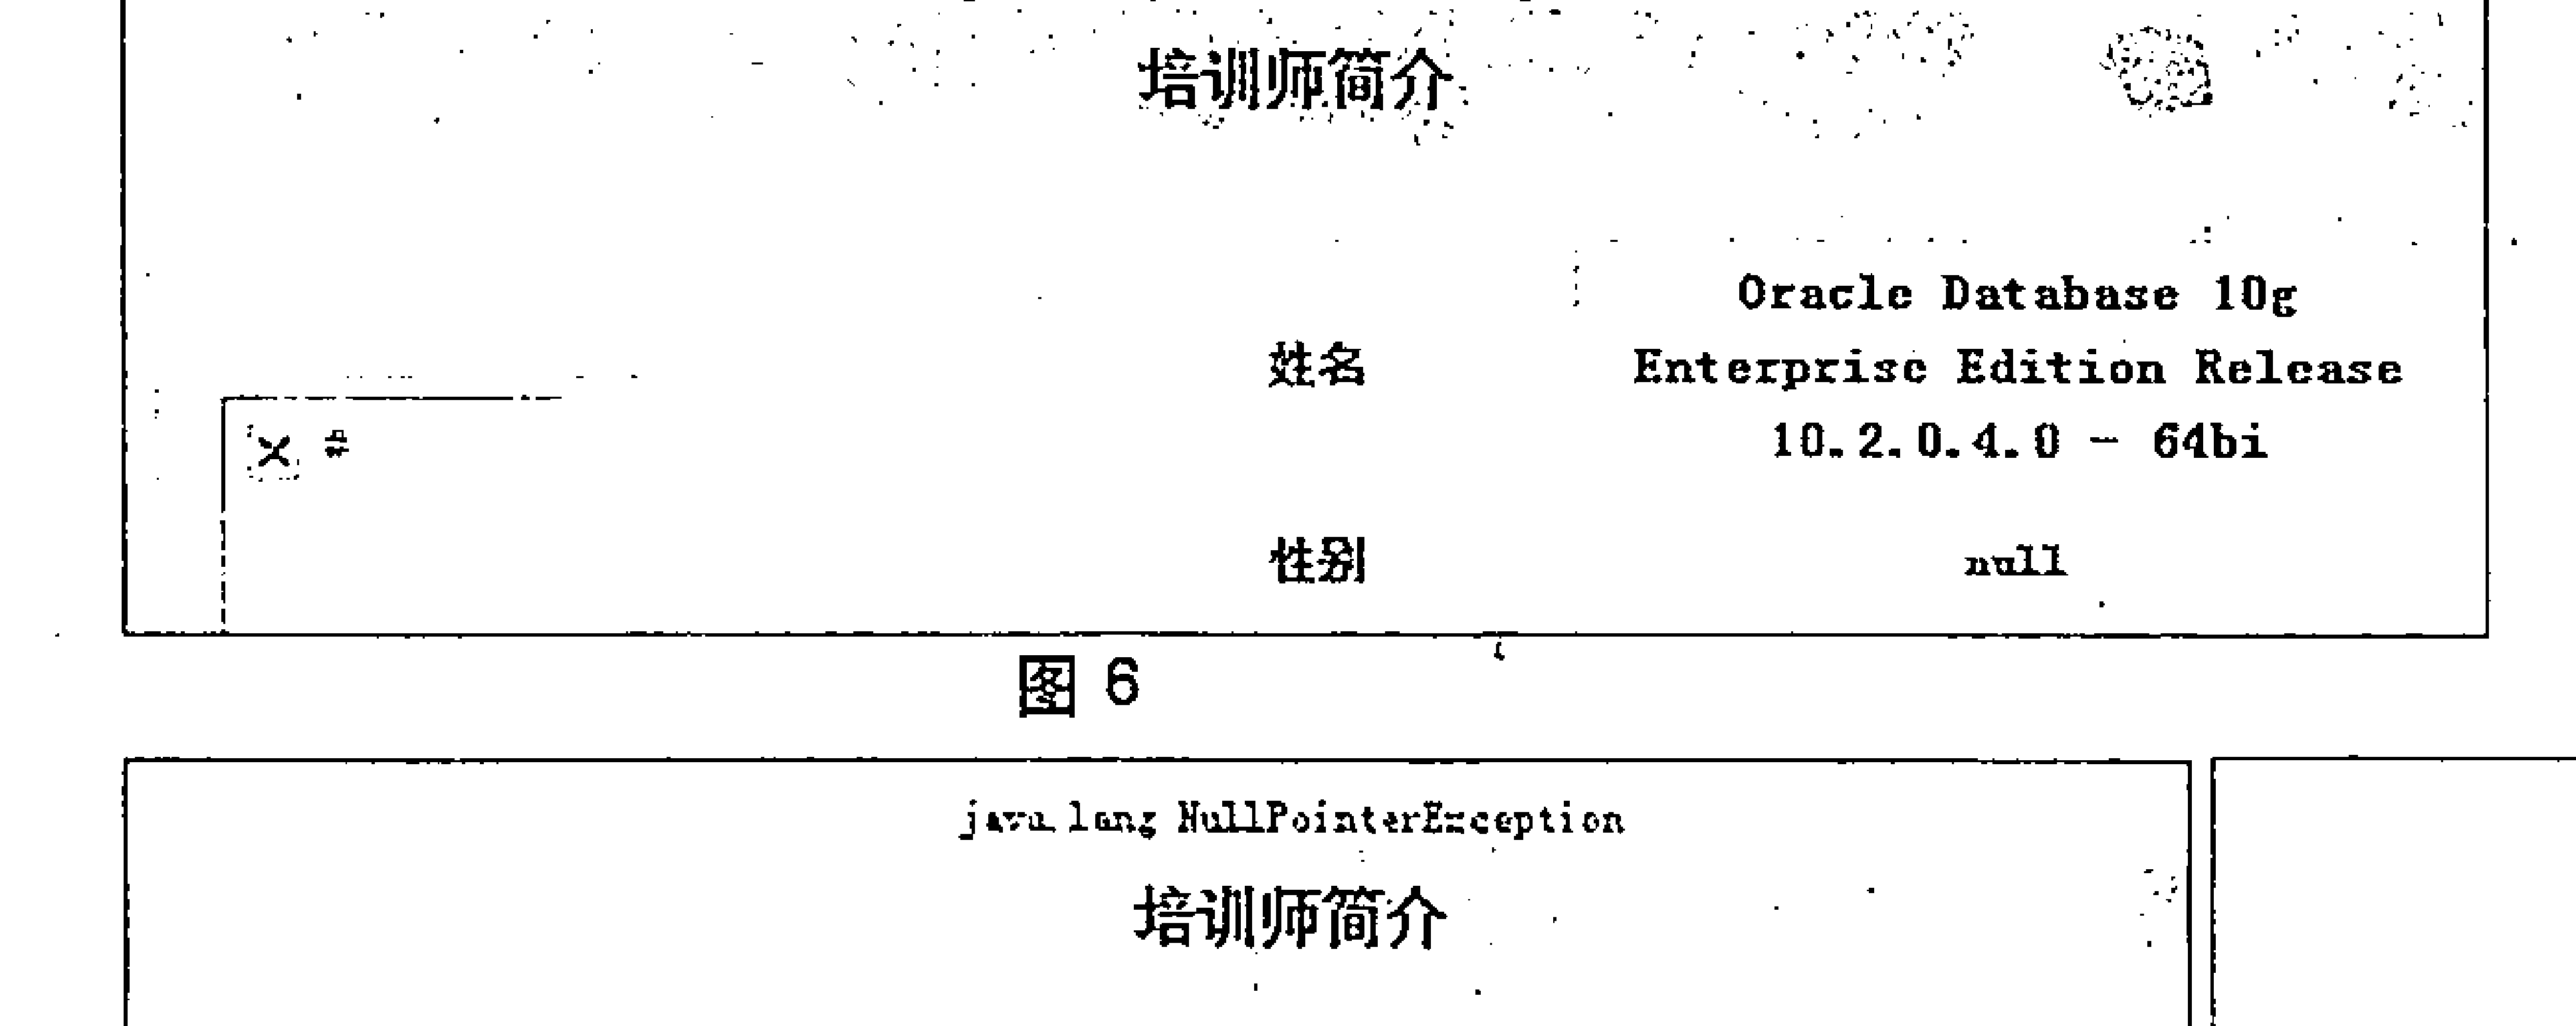 培训师简介
Oracle Database 10g
姓名
Enterprise Edition Release
10.2.0.4.0 - 64bi
性别
null
图 6
java.lang NullPointerException
培训师简介